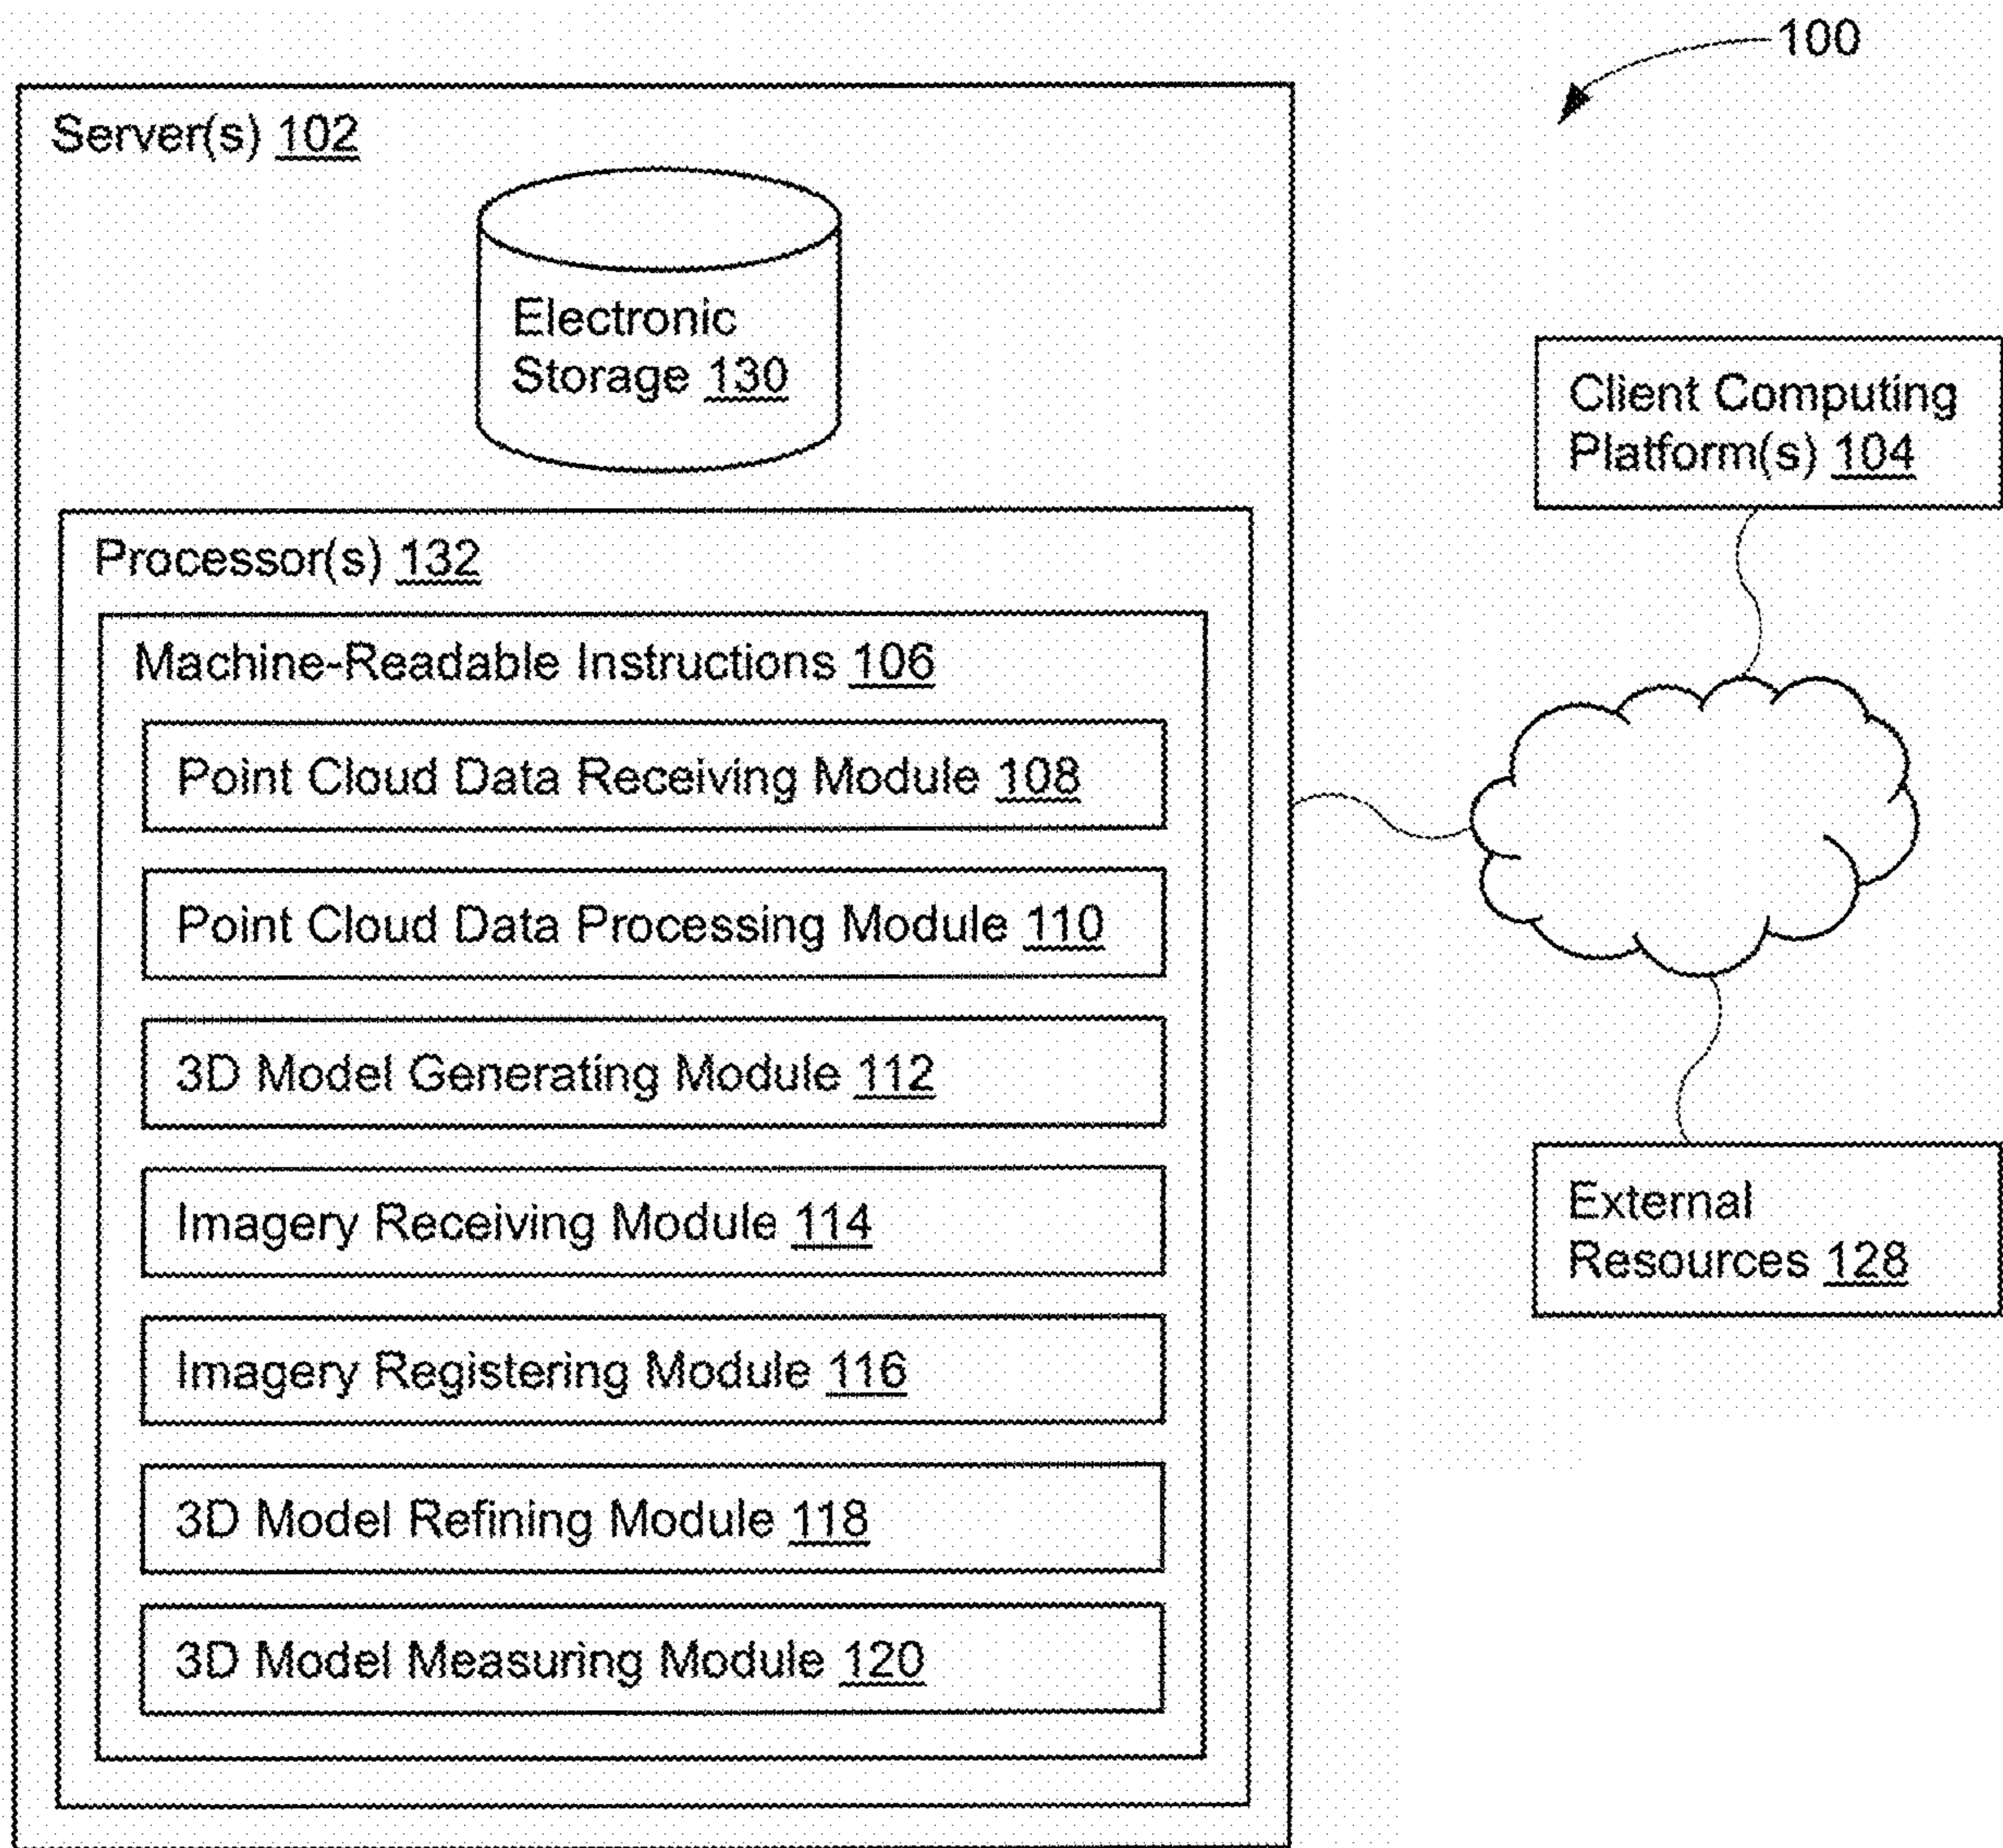 100
Server(s) 102
Electronic
Storage 130
Processor(s) 132
Machine-Readable Instructions 106
Point Cloud Data Receiving Module 108
Point Cloud Data Processing Module 110
3D Model Generating Module 112
Imagery Receiving Module 114
Imagery Registering Module 116
3D Model Refining Module 118
3D Model Measuring Module 120
Client Computing
Platform(s) 104
External
Resources 128